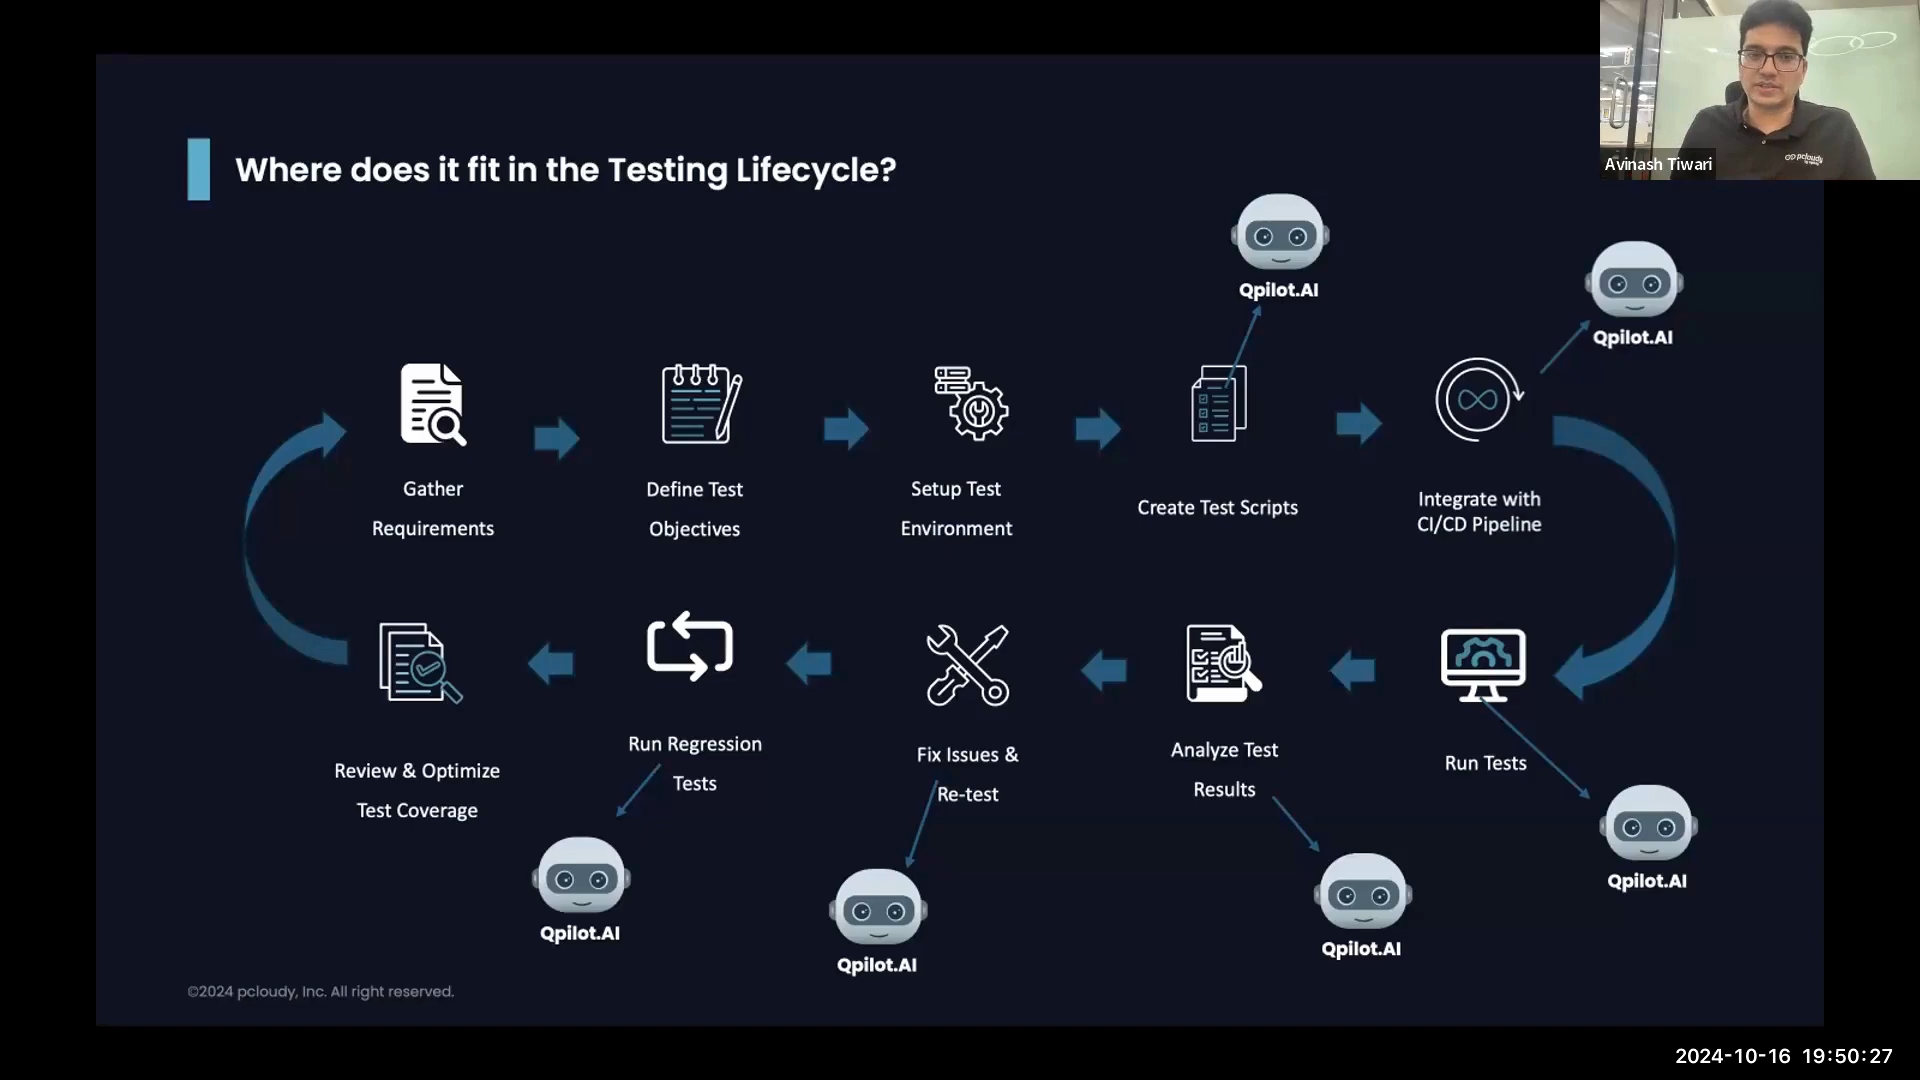 Avinash Tiwari
pcloudy
Where does it fit in the Testing Lifecycle?
Qpilot.AI
Qpilot.AI
Gather
Requirements
Define Test
Objectives
Setup Test
Environment
Create Test Scripts
Integrate with
CI/CD Pipeline
Review & Optimize
Test Coverage
Run Regression
Tests
Fix Issues &
Re-test
Analyze Test
Results
Run Tests
Qpilot.AI
Qpilot.AI
Qpilot.AI
Qpilot.AI
©2024 pcloudy, Inc. All right reserved.
2024-10-16 19:50:27